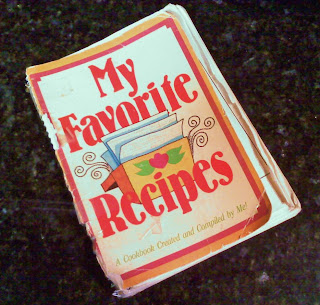 My
Favorite
Recipes
A Cookbook Created and Compiled by Me!